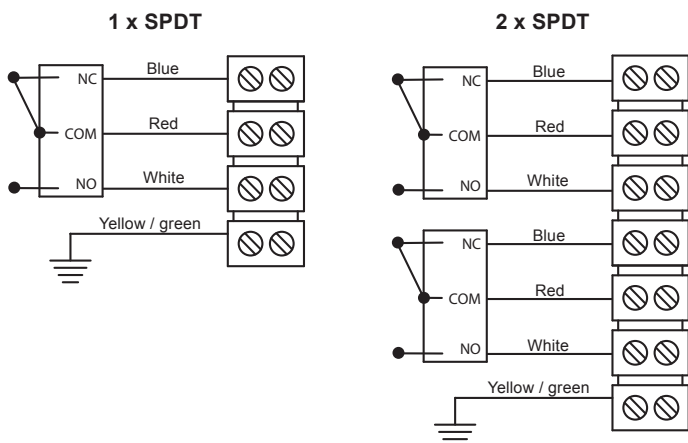 1 x SPDT
NC
Blue
COM
Red
NO
White
Yellow / green
2 x SPDT
NC
Blue
COM
Red
NO
White
NC
Blue
COM
Red
NO
White
Yellow / green